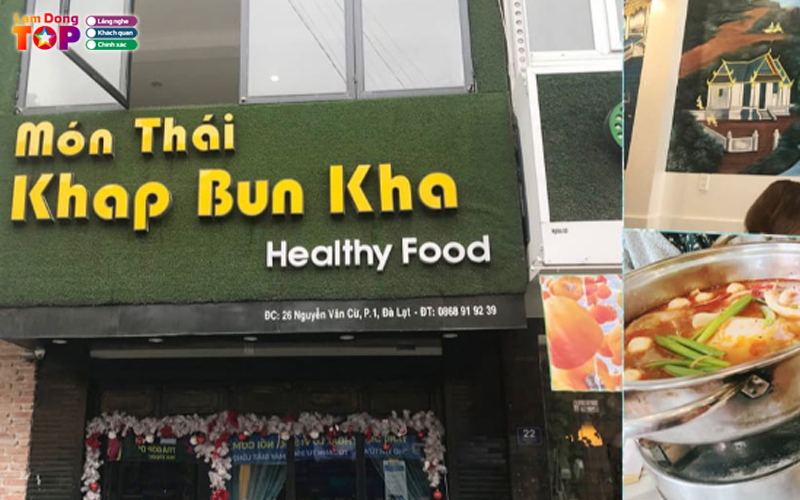 Lam Dong
TOP
Lắng nghe
Khách quan
Chính xác
Món Thái
Khap Bun Kha
Healthy Food
ĐC: 26 Nguyễn Văn Cừ, P.1, Đà Lạt - ĐT: 0868 91 92 39
22